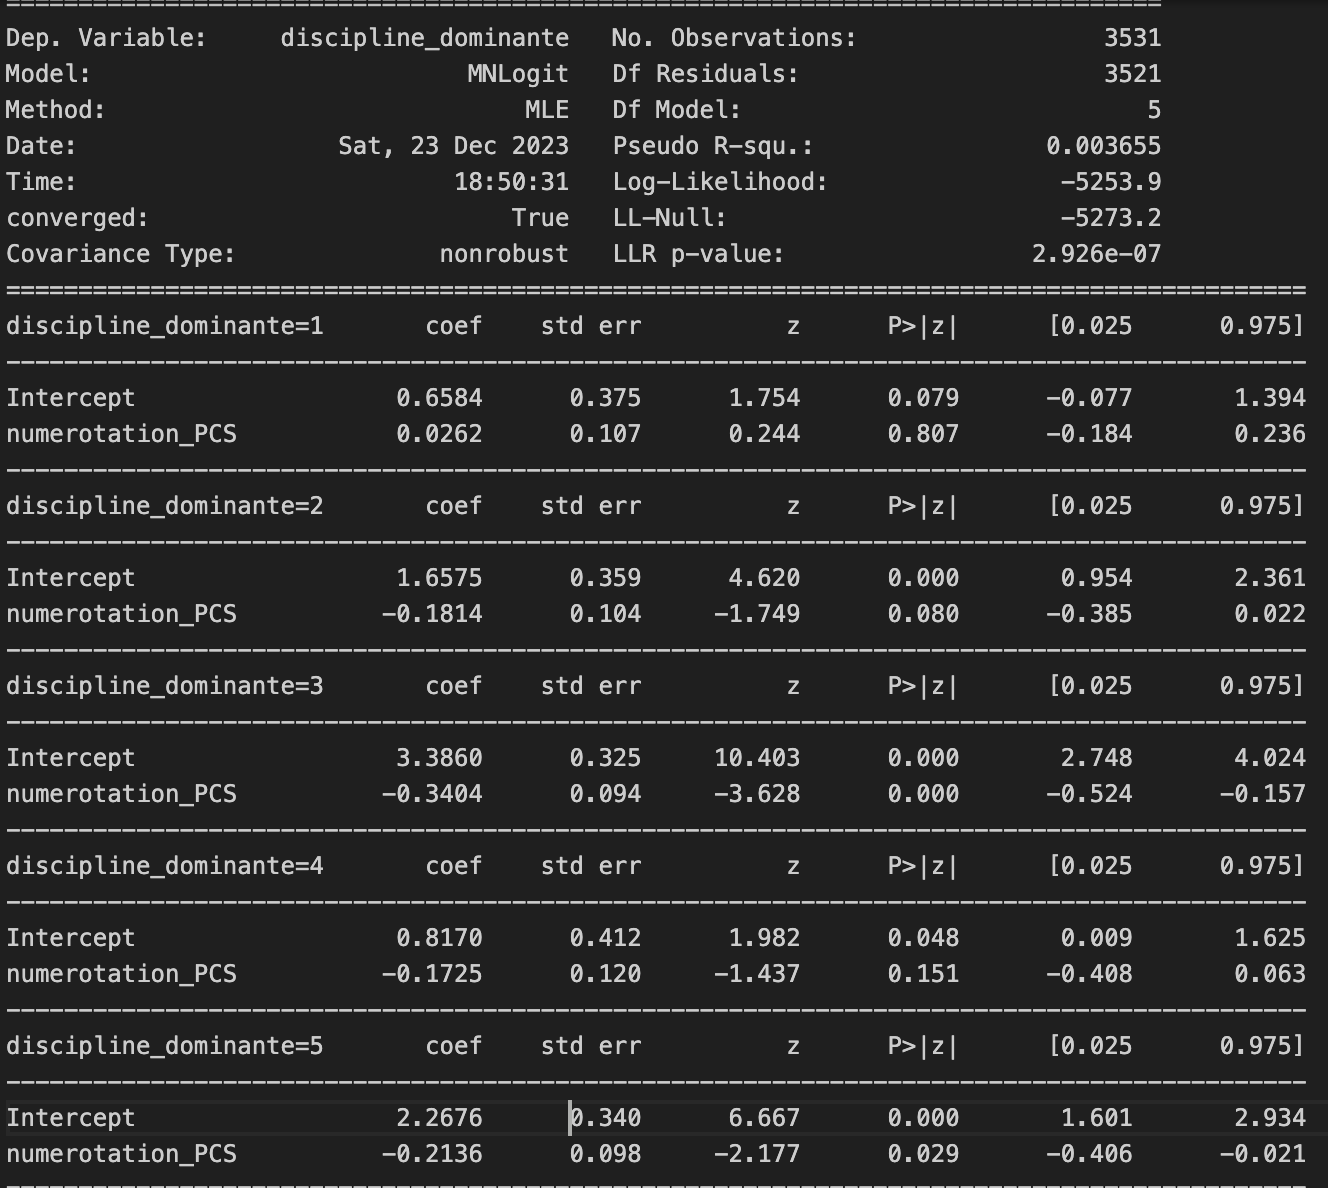 Dep. Variable: discipline_dominante No. Observations: 3531
Model: MNLogit Df Residuals: 3521
Method: MLE Df Model: 5
Date: Sat, 23 Dec 2023 Pseudo R-squ.: 0.003655
Time: 18:50:31 Log-Likelihood: -5253.9
converged: True LL-Null: -5273.2
Covariance Type: nonrobust LLR p-value: 2.926e-07
==========================================================================================
discipline_dominante=1 coef std err z P>|z| [0.025 0.975]
------------------------------------------------------------------------------------------
Intercept 0.6584 0.375 1.754 0.079 -0.077 1.394
numerotation_PCS 0.0262 0.107 0.244 0.807 -0.184 0.236
------------------------------------------------------------------------------------------
discipline_dominante=2 coef std err z P>|z| [0.025 0.975]
------------------------------------------------------------------------------------------
Intercept 1.6575 0.359 4.620 0.000 0.954 2.361
numerotation_PCS -0.1814 0.104 -1.749 0.080 -0.385 0.022
------------------------------------------------------------------------------------------
discipline_dominante=3 coef std err z P>|z| [0.025 0.975]
------------------------------------------------------------------------------------------
Intercept 3.3860 0.325 10.403 0.000 2.748 4.024
numerotation_PCS -0.3404 0.094 -3.628 0.000 -0.524 -0.157
------------------------------------------------------------------------------------------
discipline_dominante=4 coef std err z P>|z| [0.025 0.975]
------------------------------------------------------------------------------------------
Intercept 0.8170 0.412 1.982 0.048 0.009 1.625
numerotation_PCS -0.1725 0.120 -1.437 0.151 -0.408 0.063
------------------------------------------------------------------------------------------
discipline_dominante=5 coef std err z P>|z| [0.025 0.975]
------------------------------------------------------------------------------------------
Intercept 2.2676 0.340 6.667 0.000 1.601 2.934
numerotation_PCS -0.2136 0.098 -2.177 0.029 -0.406 -0.021